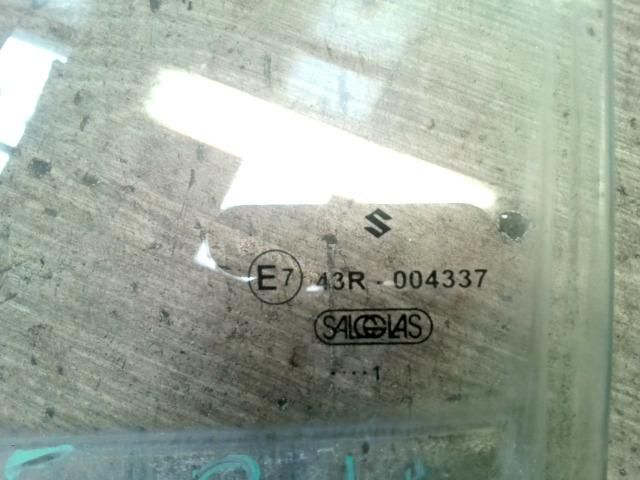 E7 43R - 004337
SALGGLAS
....1